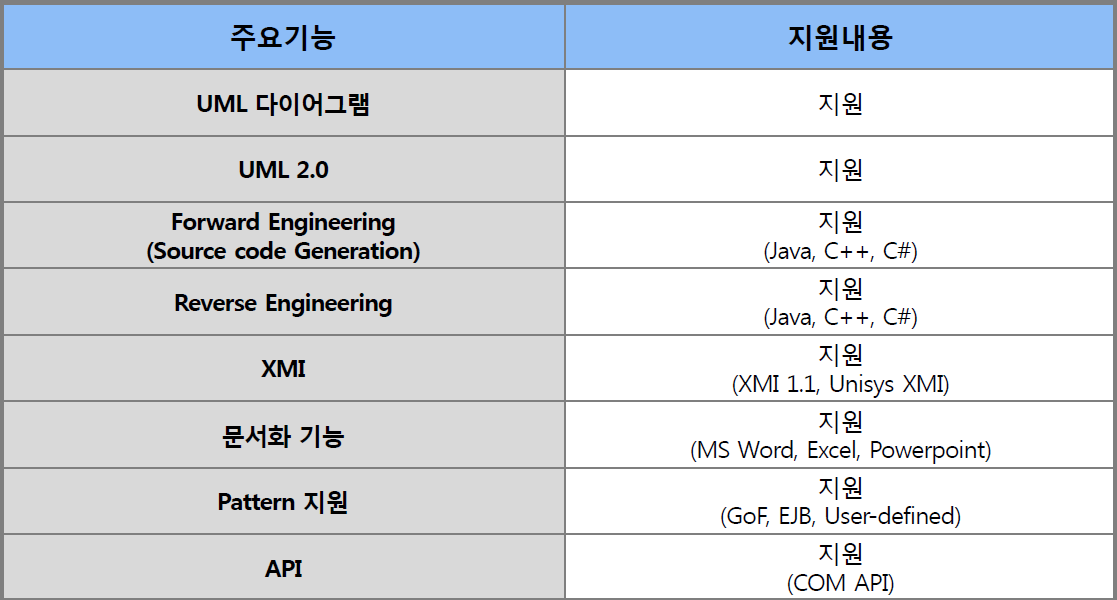 주요기능 지원내용
UML 다이어그램 지원
UML 2.0 지원
Forward Engineering
(Source code Generation)
지원
(Java, C++, C#)
Reverse Engineering
지원
(Java, C++, C#)
XMI
지원
(XMI 1.1, Unisys XMI)
문서화 기능
지원
(MS Word, Excel, Powerpoint)
Pattern 지원
지원
(GoF, EJB, User-defined)
API
지원
(COM API)